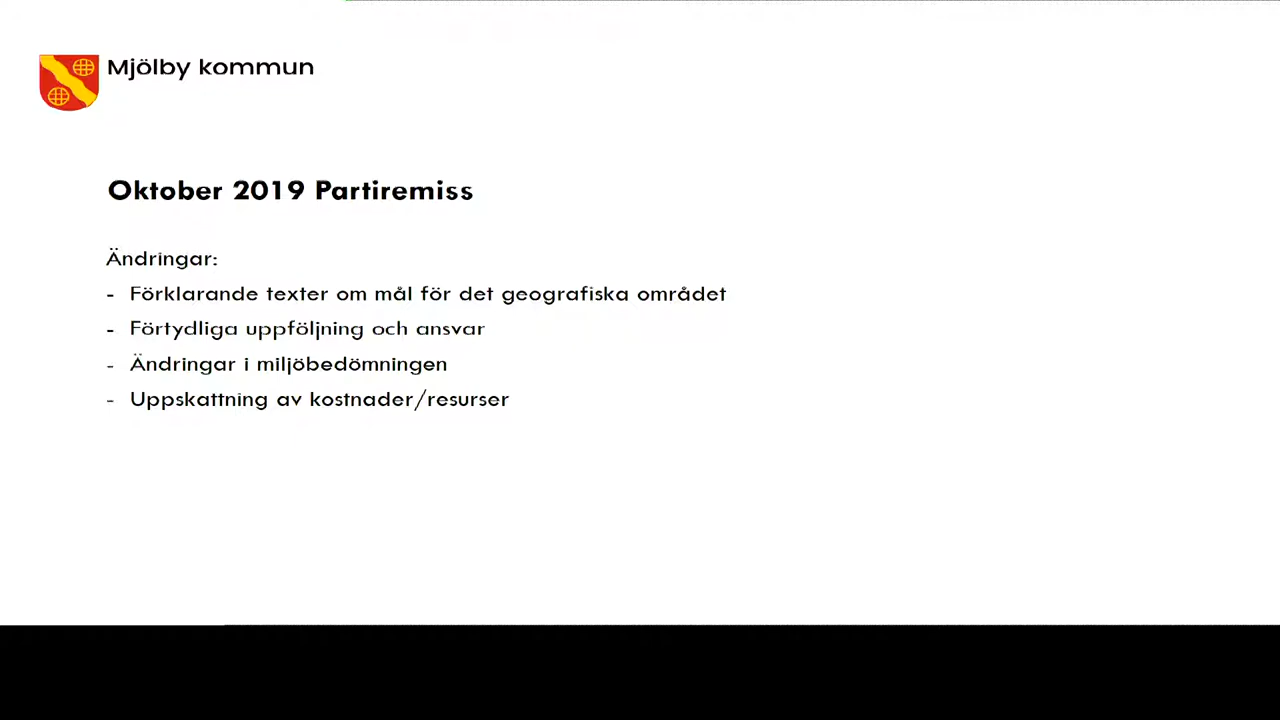 Mjölby kommun
Oktober 2019 Partiremiss
Ändringar:
- Förklarande texter om mål för det geografiska området
- Förtydliga uppföljning och ansvar
- Ändringar i miljöbedömningen
- Uppskattning av kostnader/resurser